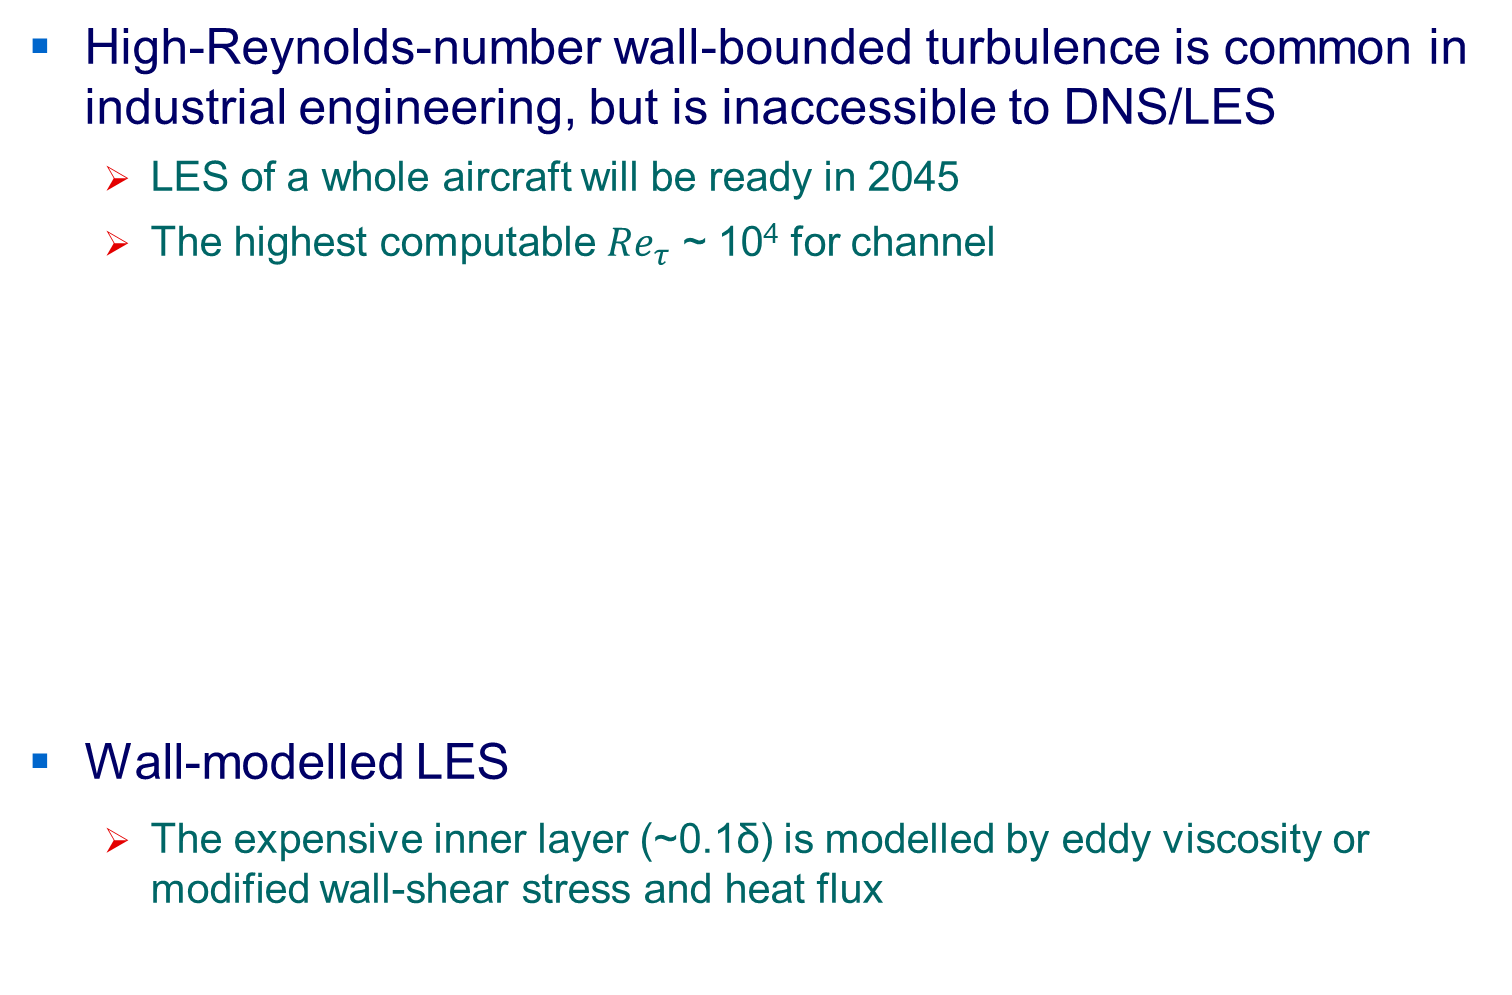 ▪ High-Reynolds-number wall-bounded turbulence is common in
industrial engineering, but is inaccessible to DNS/LES
➢ LES of a whole aircraft will be ready in 2045
➢ The highest computable 𝑅𝑒_𝜏 ~ 10⁴ for channel
▪ Wall-modelled LES
➢ The expensive inner layer (~0.1δ) is modelled by eddy viscosity or
modified wall-shear stress and heat flux